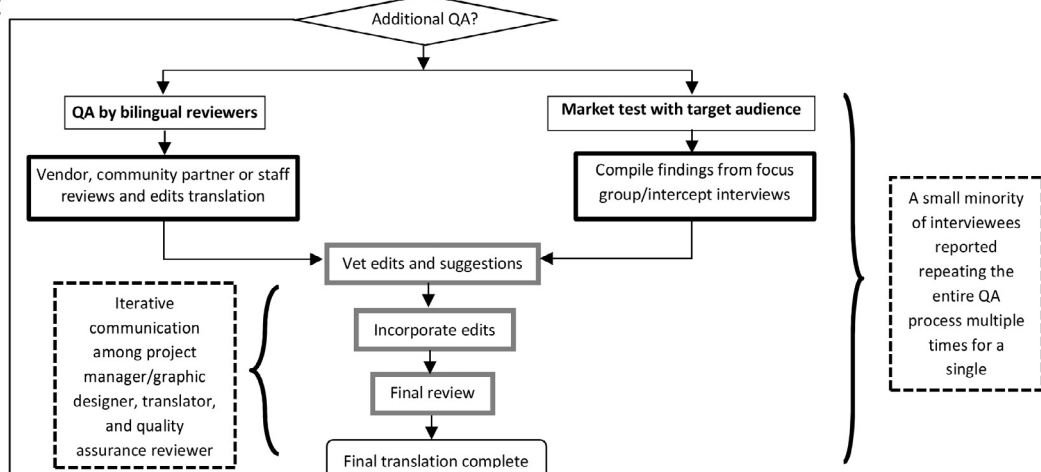 Additional QA?
QA by bilingual reviewers
Market test with target audience
Vendor, community partner or staff
reviews and edits translation
Compile findings from focus
group/intercept interviews
A small minority
of interviewees
reported
repeating the
entire QA
process multiple
times for a
single
Vet edits and suggestions
Iterative
communication
among project
manager/graphic
designer, translator,
and quality
assurance reviewer
Incorporate edits
Final review
Final translation complete